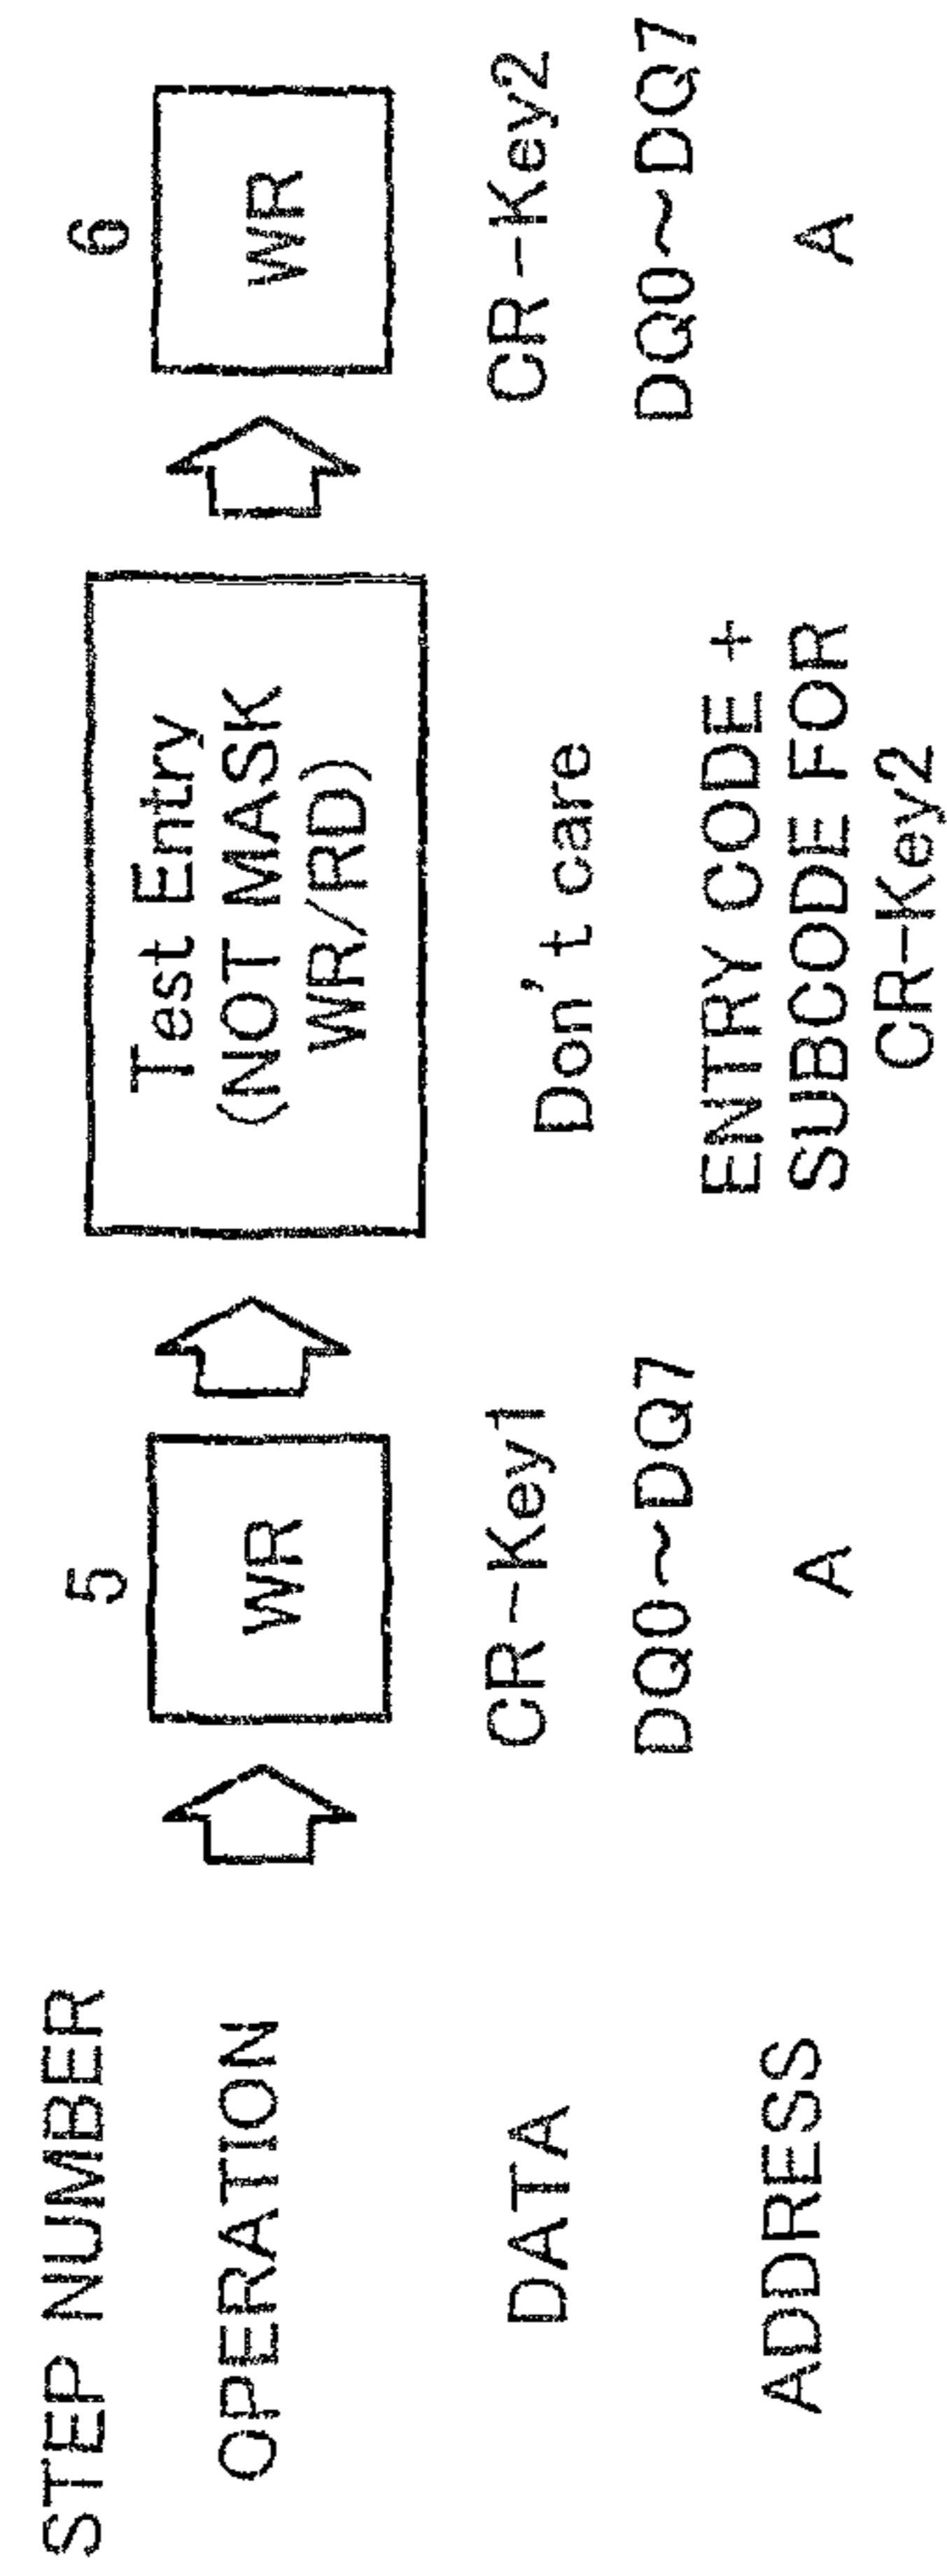 STEP NUMBER
5
6
OPERATION
WR
Test Entry
(NOT MASK
WR/RD)
WR
DATA
CR-Key1
DQ0~DQ7
Don't care
CR-Key2
DQ0~DQ7
ADDRESS
A
ENTRY CODE +
SUBCODE FOR
CR-Key2
A